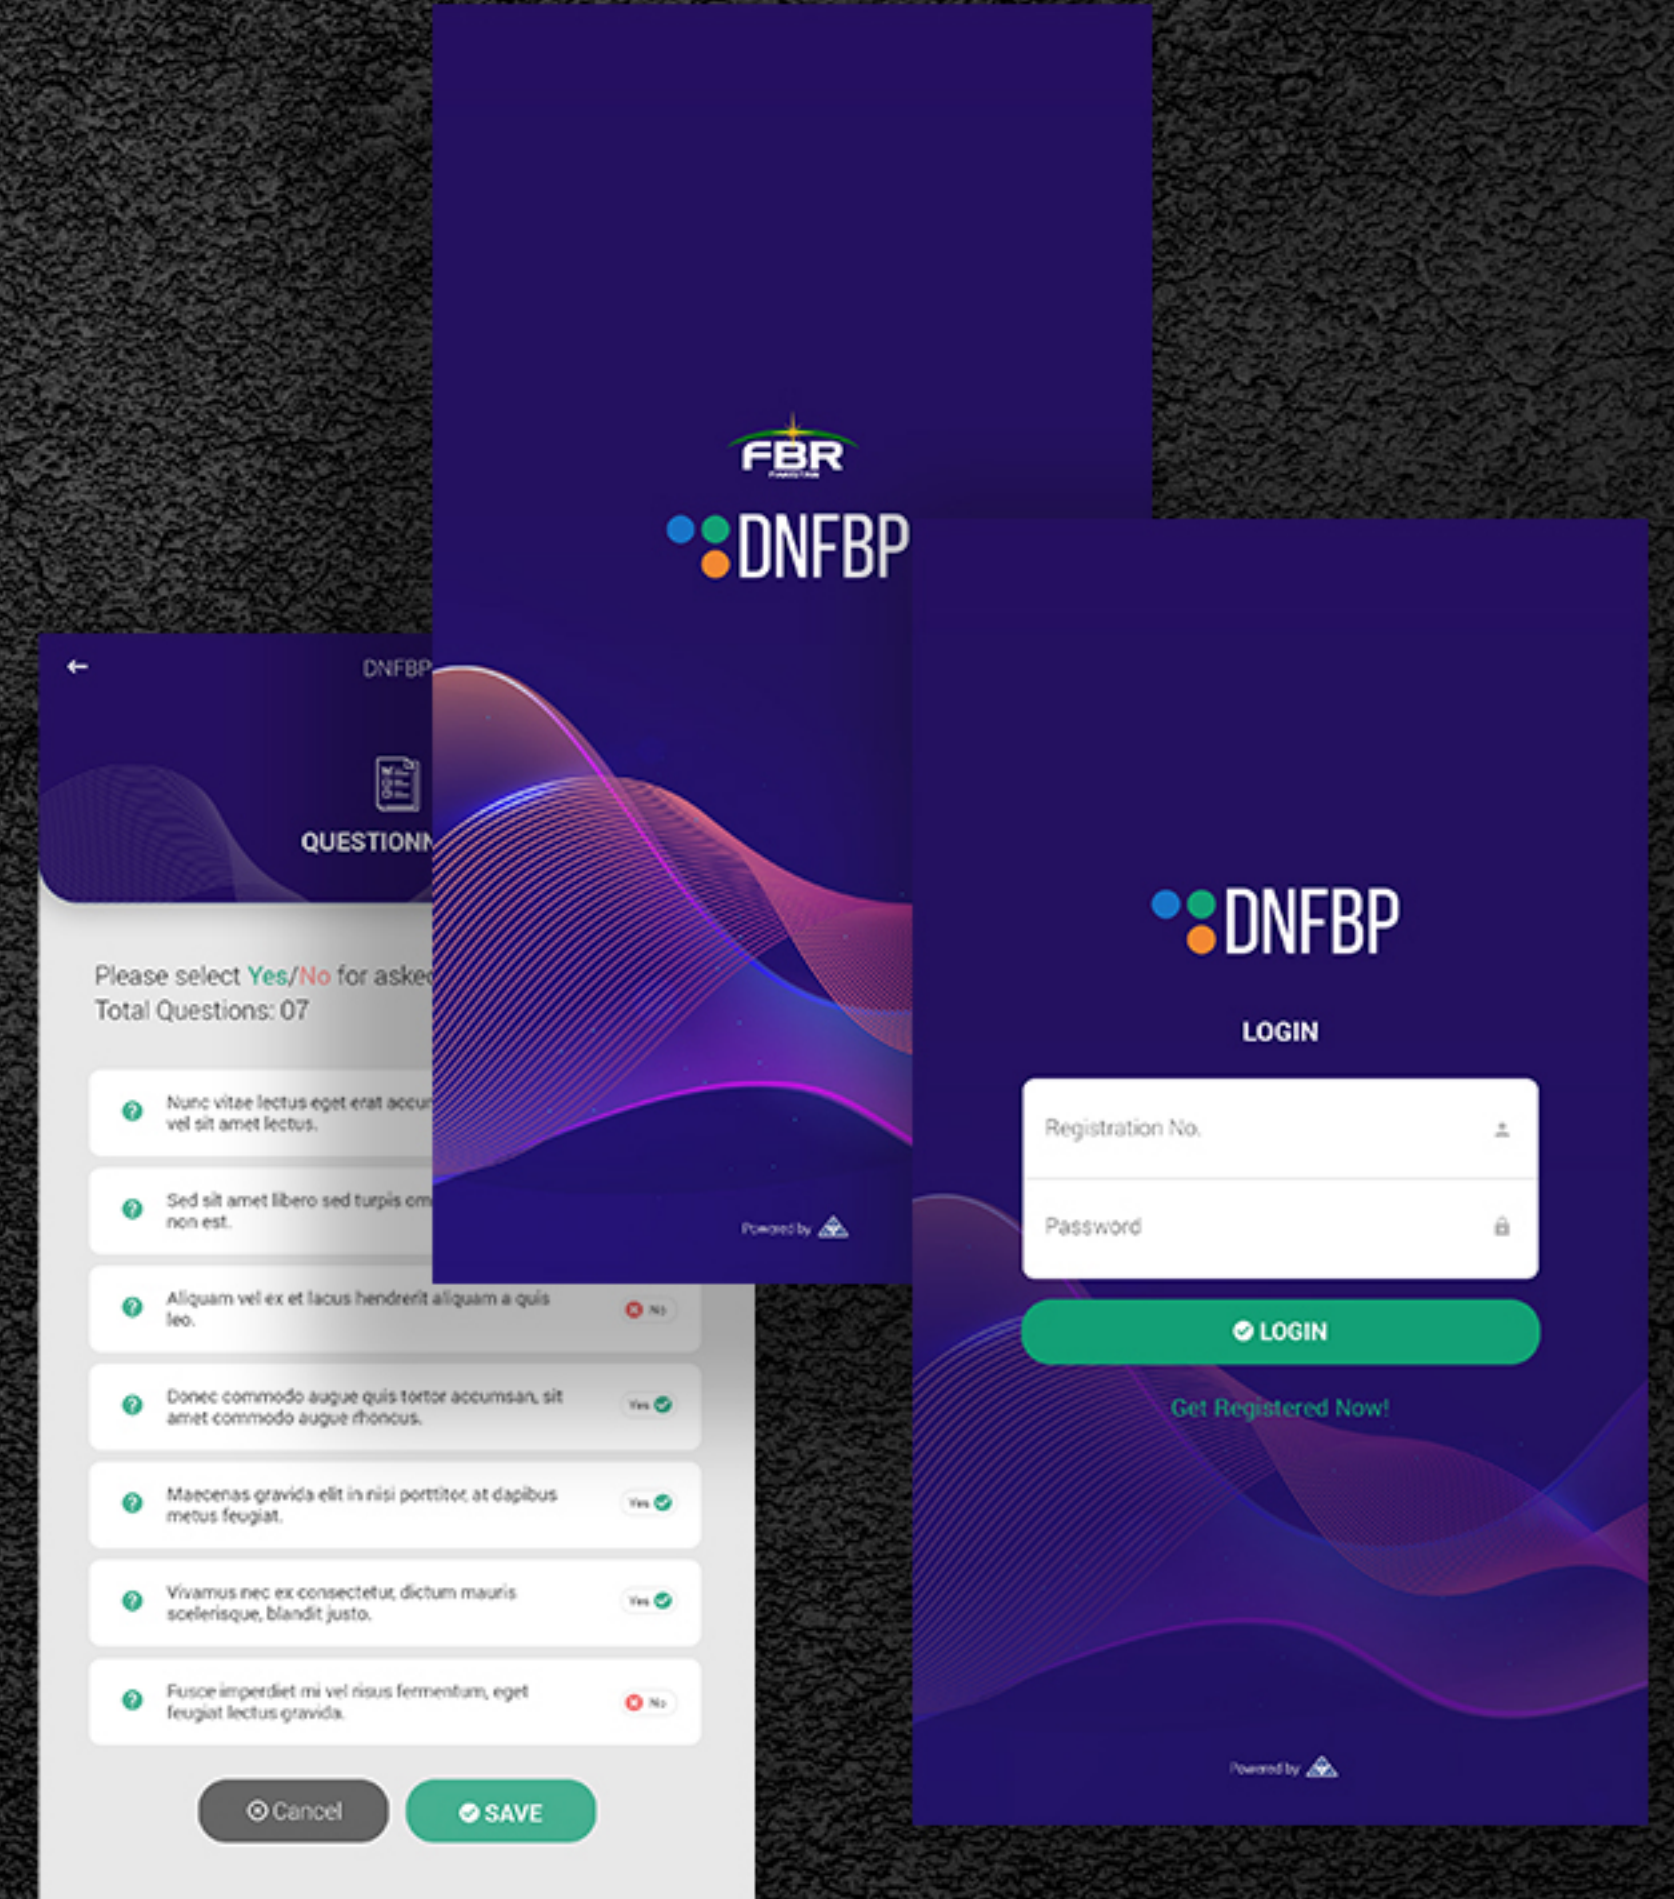 FBR
DNFBP
Powered by
DNFBP
QUESTIONN
Please select Yes/No for asked
Total Questions: 07
Nunc vitae lectus eget erat accum
vel sit amet lectus.
Sed sit amet libero sed turpis
non est.
Aliquam vel ex et lacus hendrerit aliquam a quis
leo.
No
Donec commodo augue quis tortor accumsan, sit
amet commodo augue rhoncus.
Yes
Maecenas gravida elit in nisi porttitor, at dapibus
metus feugiat.
Yes
Vivamus nec ex consectetur, dictum mauris
scelerisque, blandit justo.
Yes
Fusce imperdiet mi vel risus fermentum, eget
feugiat lectus gravida.
No
Cancel
SAVE
DNFBP
LOGIN
Registration No.
Password
LOGIN
Get Registered Now!
Powered by